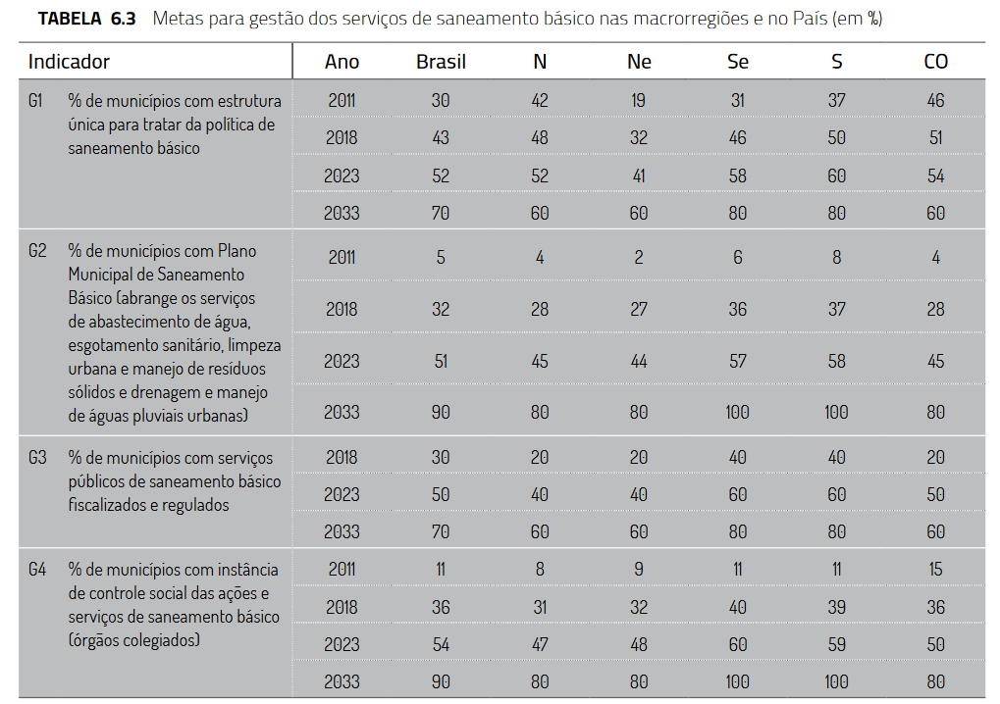 TABELA 6.3 Metas para gestão dos serviços de saneamento básico nas macrorregiões e no País (em %)
Indicador Ano Brasil N Ne Se S CO
G1 % de municípios com estrutura única para tratar da política de saneamento básico
2011 30 42 19 31 37 46
2018 43 48 32 46 50 51
2023 52 52 41 58 60 54
2033 70 60 60 80 80 60
G2 % de municípios com Plano Municipal de Saneamento Básico (abrange os serviços de abastecimento de água, esgotamento sanitário, limpeza urbana e manejo de resíduos sólidos e drenagem e manejo de águas pluviais urbanas)
2011 5 4 2 6 8 4
2018 32 28 27 36 37 28
2023 51 45 44 57 58 45
2033 90 80 80 100 100 80
G3 % de municípios com serviços públicos de saneamento básico fiscalizados e regulados
2018 30 20 20 40 40 20
2023 50 40 40 60 60 50
2033 70 60 60 80 80 60
G4 % de municípios com instância de controle social das ações e serviços de saneamento básico (órgãos colegiados)
2011 11 8 9 11 11 15
2018 36 31 32 40 39 36
2023 54 47 48 60 59 50
2033 90 80 80 100 100 80